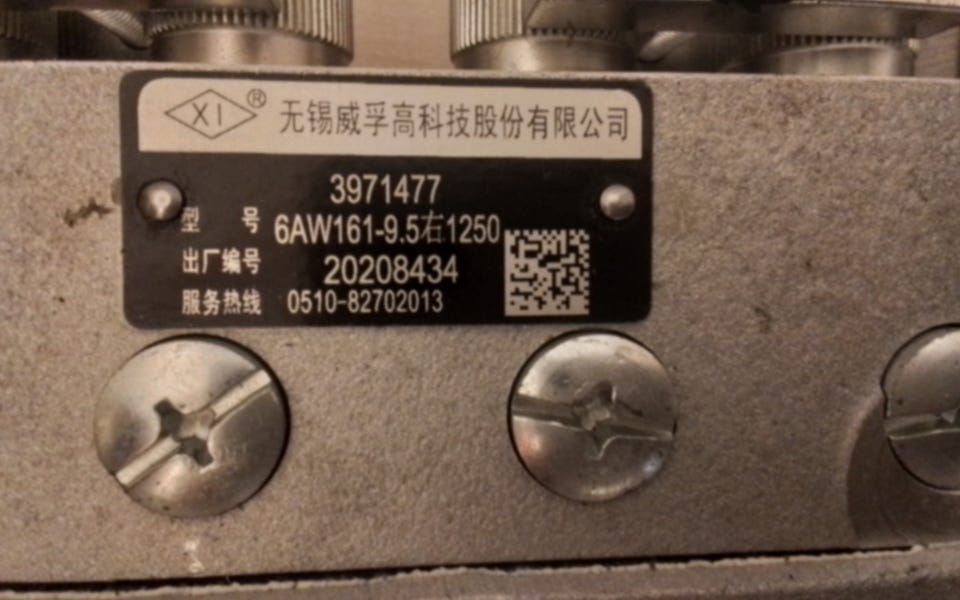 XI® 无锡威孚高科技股份有限公司
3971477
型 号 6AW161-9.5右1250
出厂编号 20208434
服务热线 0510-82702013